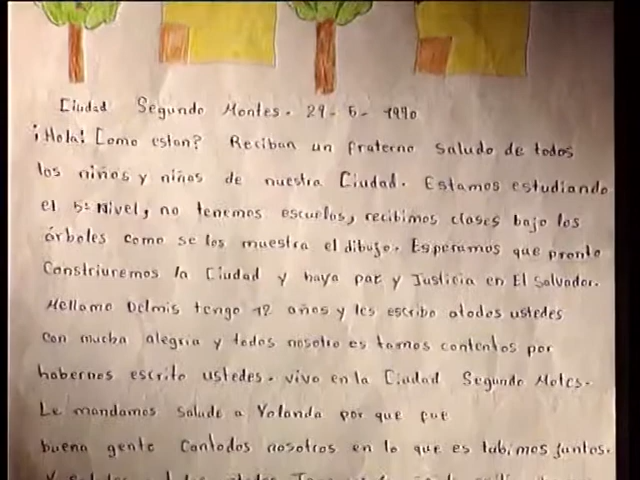 Ciudad Segundo Montes. 29-5-1990
¡Hola! Como estan? Reciban un fraterno saludo de todos
los niños y niñas de nuestra Ciudad. Estamos estudiando
el 5º nivel, no tenemos escuelas, recibimos clases bajo los
árboles como se los muestra el dibujo. Esperamos que pronto
Constriuremos la Ciudad y haya paz y Justicia en El Salvador.
Mellamo Delmis tengo 12 años y les escribo atodos ustedes
con mucha alegria y todos nosotro es tamos contentos por
habernos escrito ustedes. vivo en la Ciudad Segundo Motes.
Le mandamos saludo a Yolanda por que fue
buena gente Contodos nosotros en lo que es tubimos juntos.